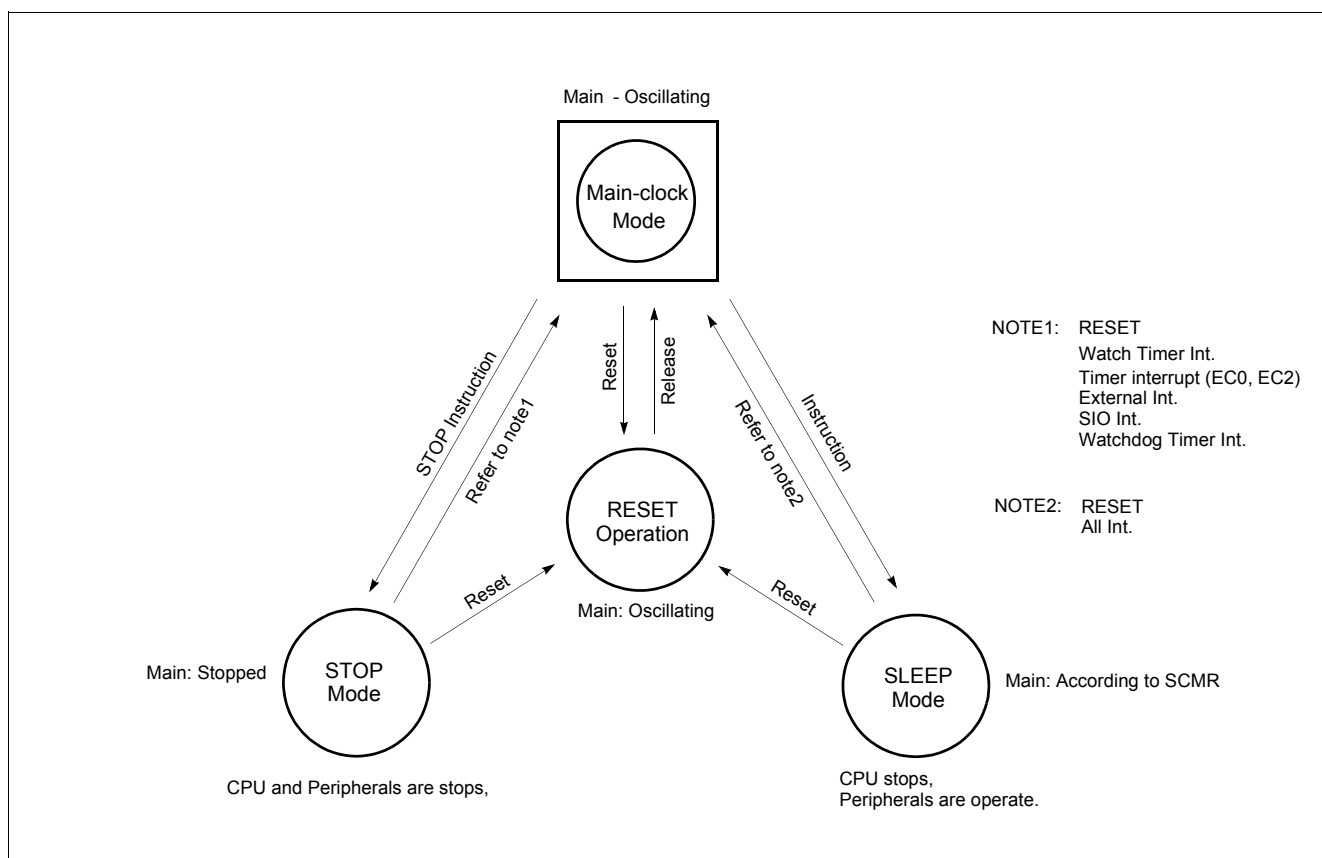 Main - Oscillating
Main-clock
Mode
STOP Instruction
Refer to note1
Reset
Release
Refer to note2
Instruction
NOTE1: RESET
Watch Timer Int.
Timer interrupt (EC0, EC2)
External Int.
SIO Int.
Watchdog Timer Int.
NOTE2: RESET
All Int.
RESET
Operation
Main: Oscillating
Reset
Reset
Main: Stopped
STOP
Mode
SLEEP
Mode
Main: According to SCMR
CPU and Peripherals are stops,
CPU stops,
Peripherals are operate.